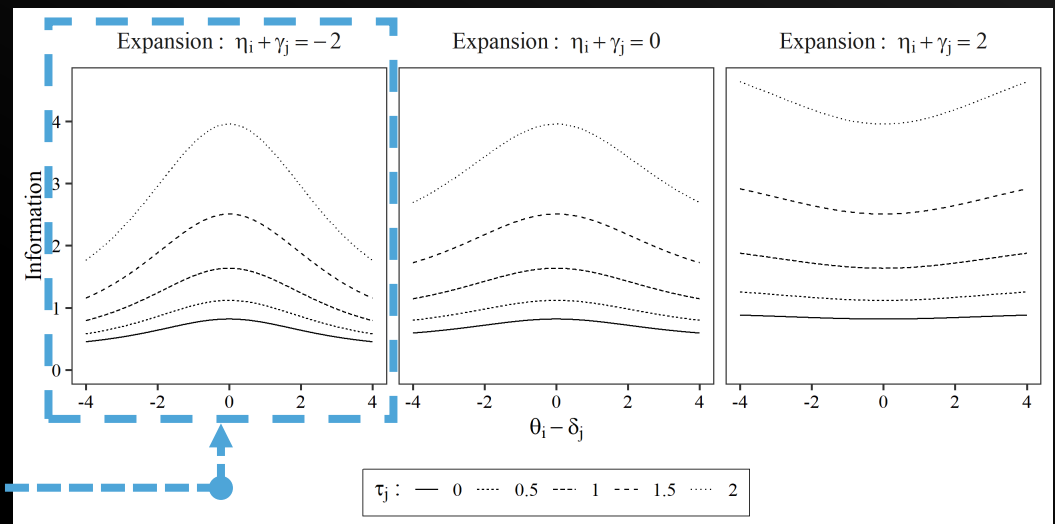 Expansion : ηi + γj = − 2
Expansion : ηi + γj = 0
Expansion : ηi + γj = 2
Information
4
3
2
1
0
-4 -2 0 2 4
-4 -2 0 2 4
-4 -2 0 2 4
θi − δj
τj : 0 0.5 1 1.5 2